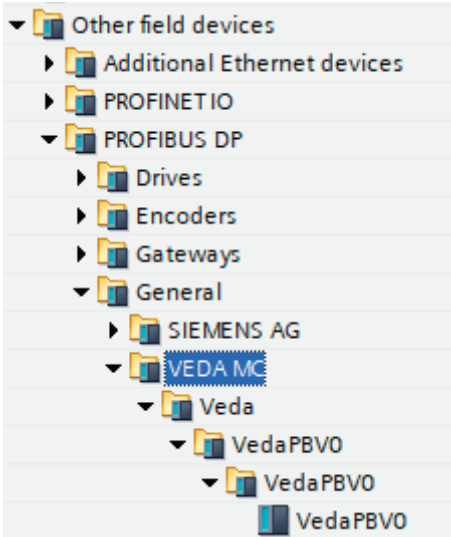 Other field devices
Additional Ethernet devices
PROFINET IO
PROFIBUS DP
Drives
Encoders
Gateways
General
SIEMENS AG
VEDA MC
Veda
VedaPBV0
VedaPBV0
VedaPBV0